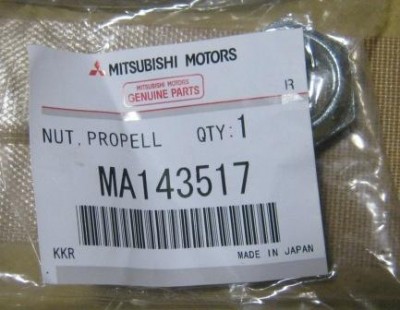 MITSUBISHI MOTORS
MITSUBISHI MOTORS
GENUINE PARTS
R
NUT, PROPELL QTY:1
MA143517
KKR
MADE IN JAPAN